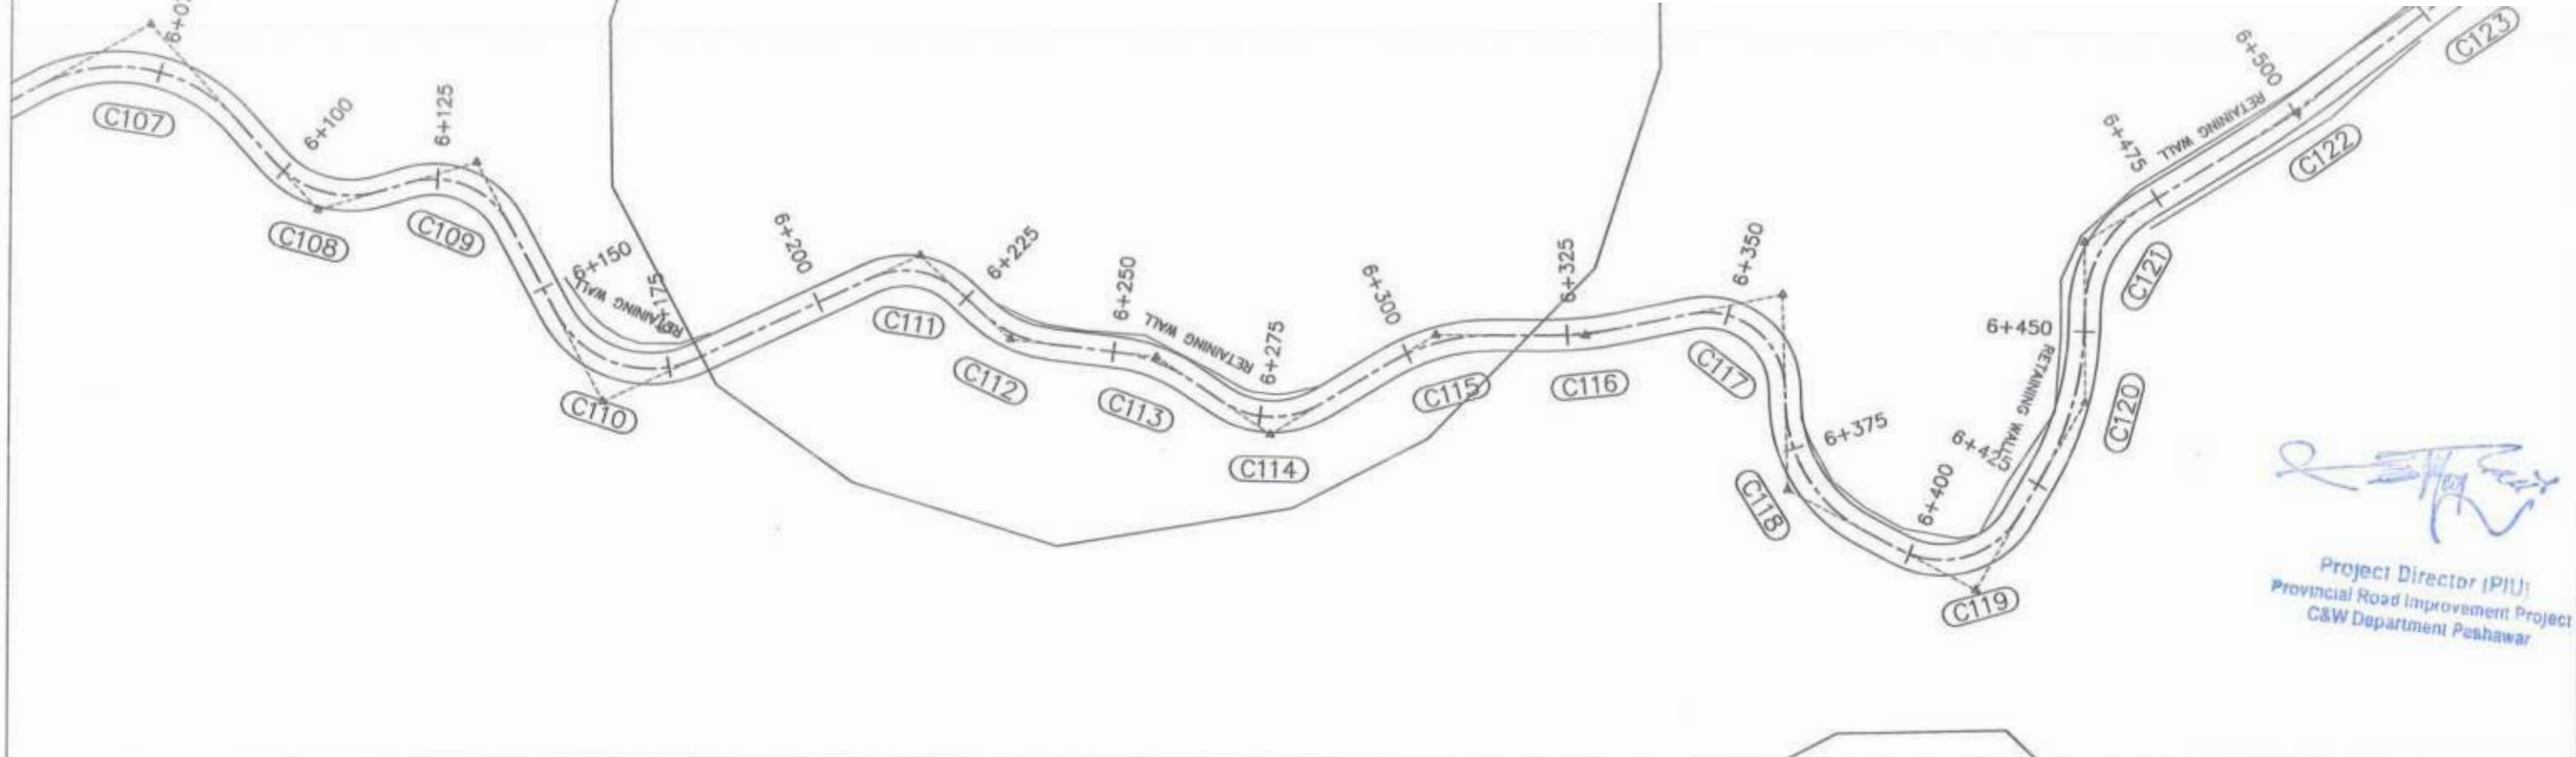 C107
6+100
C108
6+125
C109
6+150
RETAINING WALL
6+175
C110
6+200
C111
6+225
C112
6+250
C113
RETAINING WALL
6+275
C114
6+300
C115
6+325
C116
6+350
C117
6+375
C118
6+400
C119
6+425
RETAINING WALL
C120
6+450
C121
6+475
RETAINING WALL
C122
6+500
C123
Project Director (PIU)
Provincial Road Improvement Project
C&W Department Peshawar